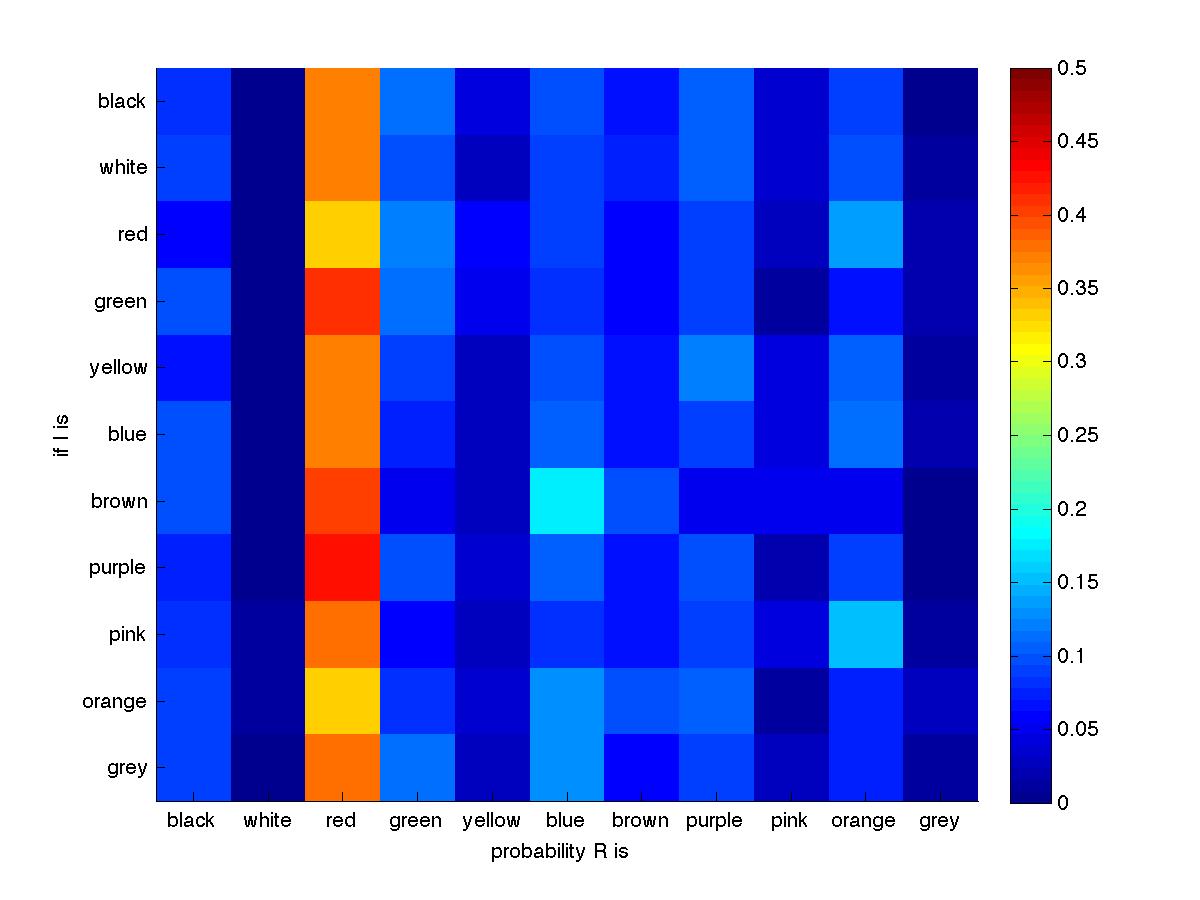 if I is
black
white
red
green
yellow
blue
brown
purple
pink
orange
grey
black white red green yellow blue brown purple pink orange grey
probability R is
0.5
0.45
0.4
0.35
0.3
0.25
0.2
0.15
0.1
0.05
0